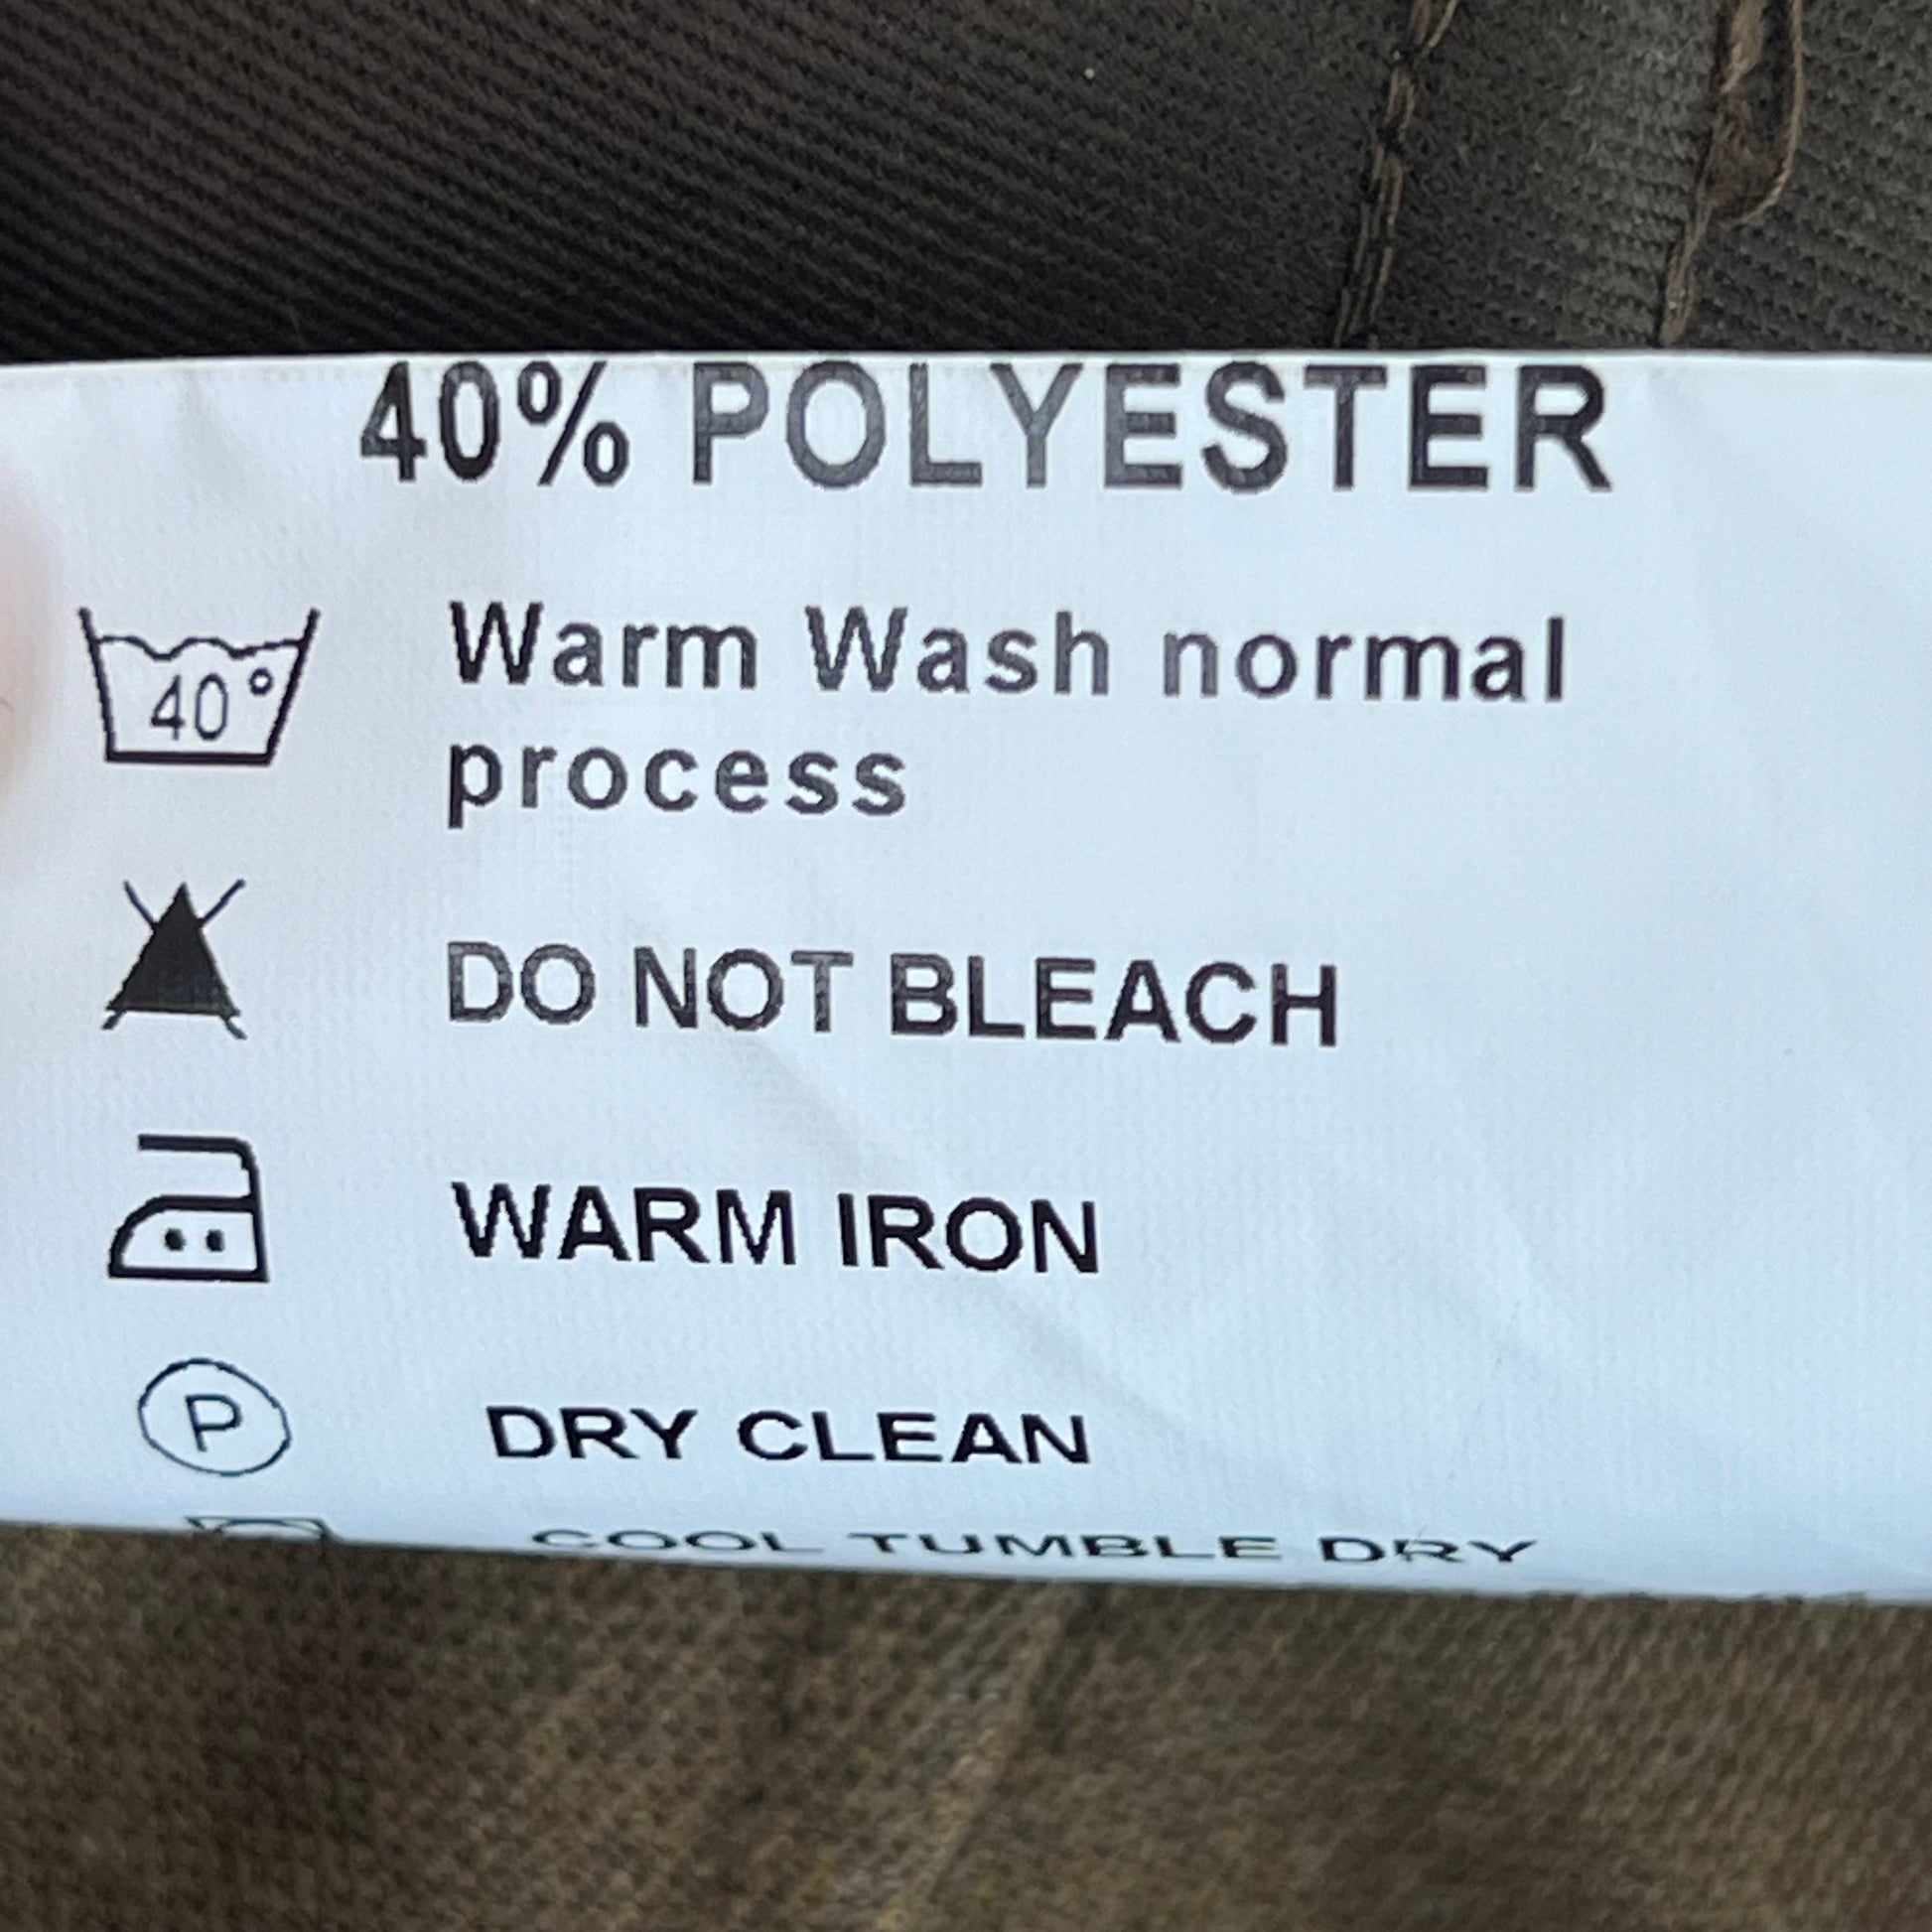 40% POLYESTER
40°
Warm Wash normal
process
DO NOT BLEACH
WARM IRON
P
DRY CLEAN
COOL TUMBLE DRY